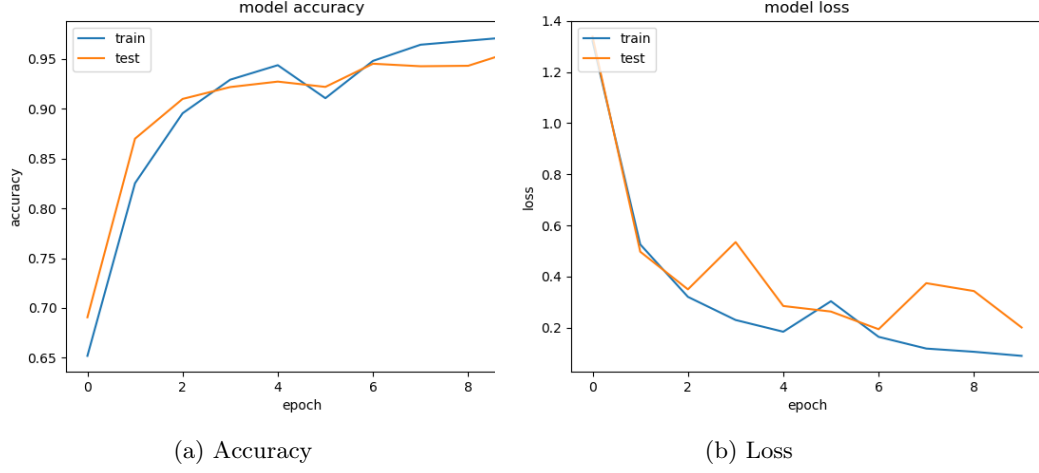 model accuracy
train
test
0.95
0.90
0.85
0.80
0.75
0.70
0.65
accuracy
0 2 4 6 8
epoch
(a) Accuracy
model loss
train
test
1.4
1.2
1.0
0.8
0.6
0.4
0.2
loss
0 2 4 6 8
epoch
(b) Loss